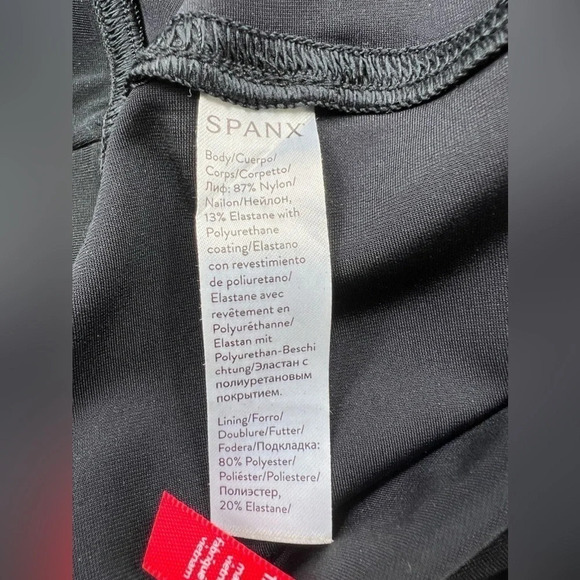 SPANX
Body/Cuerpo/
Corps/Corpetto/
Лиф: 87% Nylon/
Nailon/Нейлон,
13% Elastane with
Polyurethane
coating/Elastano
con revestimiento
de poliuretano/
Elastane avec
revêtement en
Polyuréthanne/
Elastan mit
Polyurethan-Beschi
chtung/Эластан с
полиуретановым
покрытием.
Lining/Forro/
Doublure/Futter/
Fodera/Подкладка:
80% Polyester/
Poliéster/Poliestere/
Полиэстер,
20% Elastane/
fabriqué
vietnam